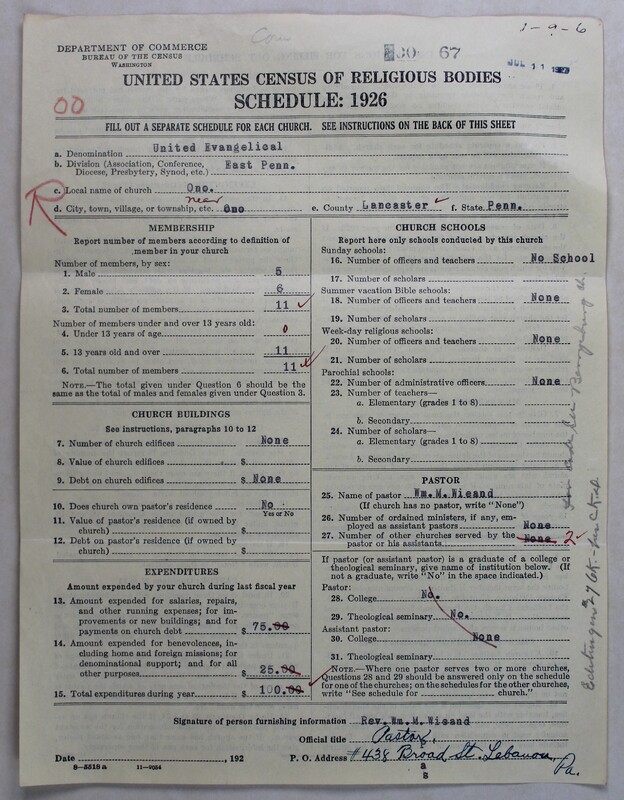 1-9-6
Con
DEPARTMENT OF COMMERCE
BUREAU OF THE CENSUS
WASHINGTON
30 67
JUL 11
UNITED STATES CENSUS OF RELIGIOUS BODIES
SCHEDULE: 1926
00
FILL OUT A SEPARATE SCHEDULE FOR EACH CHURCH. SEE INSTRUCTIONS ON THE BACK OF THIS SHEET
a. Denomination United Evangelical
b. Division (Association, Conference, Diocese, Presbytery, Synod, etc.) East Penn.
R
c. Local name of church Ono.
d. City, town, village, or township, etc. near Ono e. County Lancaster f. State Penn.
MEMBERSHIP
Report number of members according to definition of member in your church
Number of members, by sex:
1. Male 5
2. Female 6
3. Total number of members 11
Number of members under and over 13 years old:
4. Under 13 years of age 0
5. 13 years old and over 11
6. Total number of members 11
NOTE.—The total given under Question 6 should be the same as the total of males and females given under Question 3.
CHURCH BUILDINGS
See instructions, paragraphs 10 to 12
7. Number of church edifices None
8. Value of church edifices $
9. Debt on church edifices $ None
10. Does church own pastor's residence? No
Yes or No
11. Value of pastor's residence (if owned by church) $
12. Debt on pastor's residence (if owned by church) $
EXPENDITURES
Amount expended by your church during last fiscal year
13. Amount expended for salaries, repairs, and other running expenses; for improvements or new buildings; and for payments on church debt $ 75.00
14. Amount expended for benevolences, including home and foreign missions; for denominational support; and for all other purposes $ 25.00
15. Total expenditures during year $ 100.00
CHURCH SCHOOLS
Report here only schools conducted by this church
Sunday schools:
16. Number of officers and teachers No School
17. Number of scholars
Summer vacation Bible schools:
18. Number of officers and teachers None
19. Number of scholars
Week-day religious schools:
20. Number of officers and teachers None
21. Number of scholars
Parochial schools:
22. Number of administrative officers None
23. Number of teachers—
a. Elementary (grades 1 to 8)
b. Secondary
24. Number of scholars—
a. Elementary (grades 1 to 8)
b. Secondary
PASTOR
25. Name of pastor Wm. M. Wieand
(If church has no pastor, write "None")
26. Number of ordained ministers, if any, employed as assistant pastors None
27. Number of other churches served by the pastor or his assistants None 2
If pastor (or assistant pastor) is a graduate of a college or theological seminary, give name of institution below. (If not a graduate, write "No" in the space indicated.)
Pastor:
28. College No.
29. Theological seminary No.
Assistant pastor:
30. College None
31. Theological seminary
NOTE.—Where one pastor serves two or more churches, Questions 28 and 29 should be answered only on the schedule for one of the churches; on the schedules for the other churches, write "See schedule for church."
Signature of person furnishing information Rev. Wm. M. Wieand
Official title Pastor,
Date , 192 P. O. Address #438 Broad St. Lebanon, Pa.
8-5518 a 11-9054
a
8